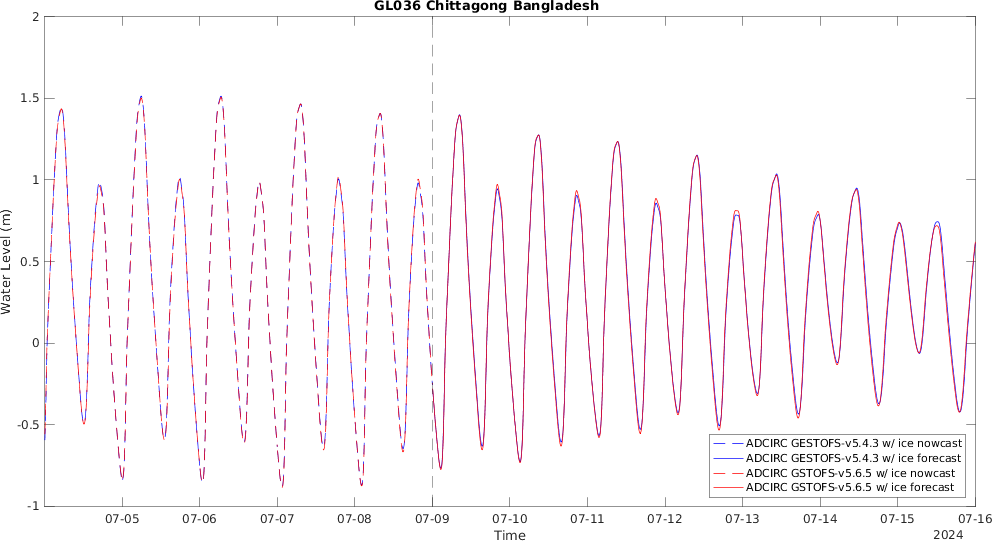 GL036 Chittagong Bangladesh
Water Level (m)
2
1.5
1
0.5
0
-0.5
-1
07-05 07-06 07-07 07-08 07-09 07-10 07-11 07-12 07-13 07-14 07-15 07-16
Time
2024
ADCIRC GESTOFS-v5.4.3 w/ ice nowcast
ADCIRC GESTOFS-v5.4.3 w/ ice forecast
ADCIRC GSTOFS-v5.6.5 w/ ice nowcast
ADCIRC GSTOFS-v5.6.5 w/ ice forecast